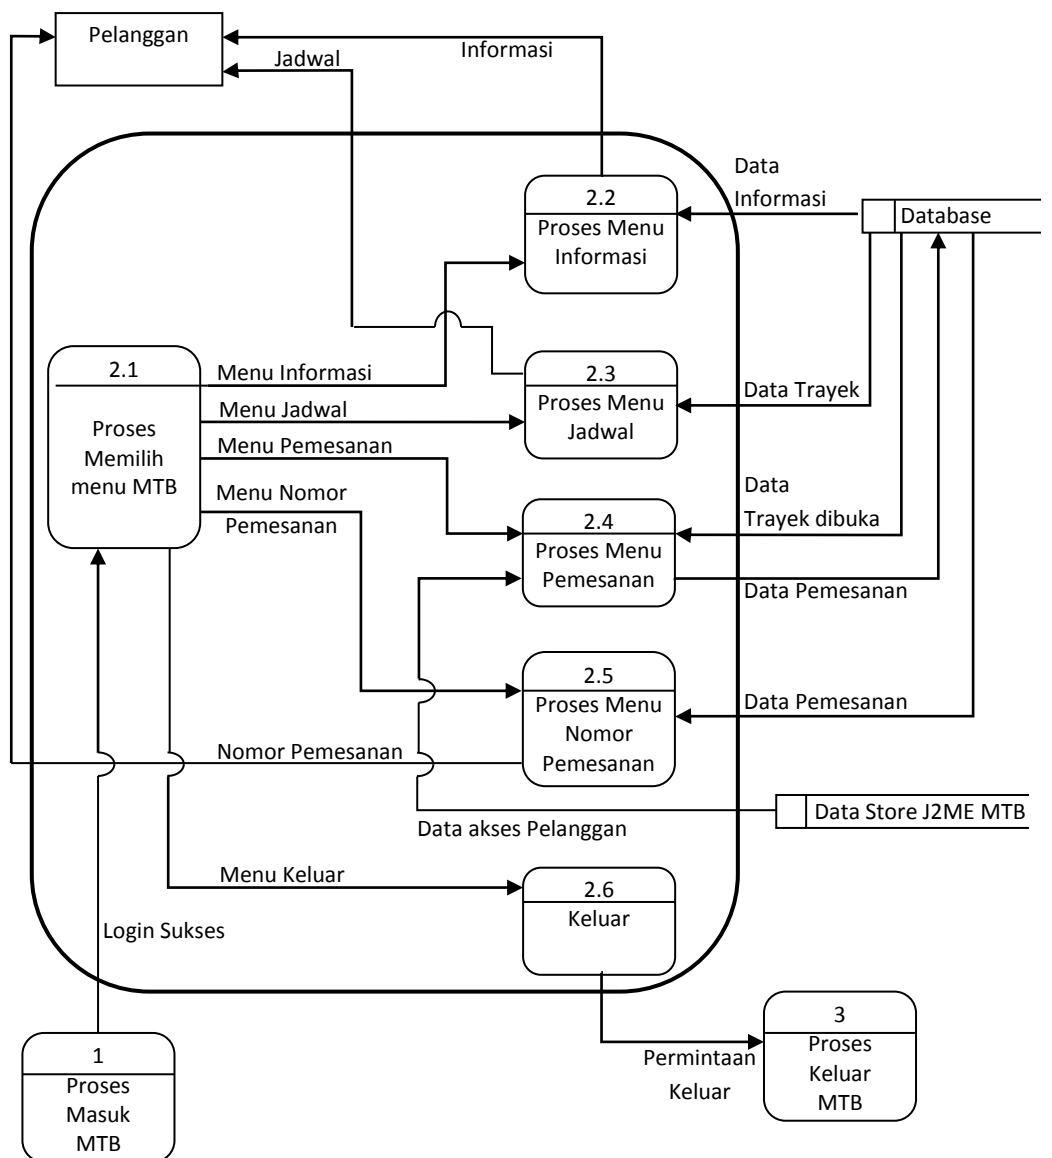 Pelanggan
Informasi
Jadwal
Data
Informasi
2.2
Proses Menu
Informasi
Database
2.1
Proses
Memilih
menu MTB
Menu Informasi
Menu Jadwal
Menu Pemesanan
Menu Nomor
Pemesanan
2.3
Proses Menu
Jadwal
Data Trayek
Data
Trayek dibuka
2.4
Proses Menu
Pemesanan
Data Pemesanan
2.5
Proses Menu
Nomor
Pemesanan
Data Pemesanan
Nomor Pemesanan
Data Store J2ME MTB
Data akses Pelanggan
Menu Keluar
2.6
Keluar
Login Sukses
1
Proses
Masuk
MTB
Permintaan
Keluar
3
Proses
Keluar
MTB